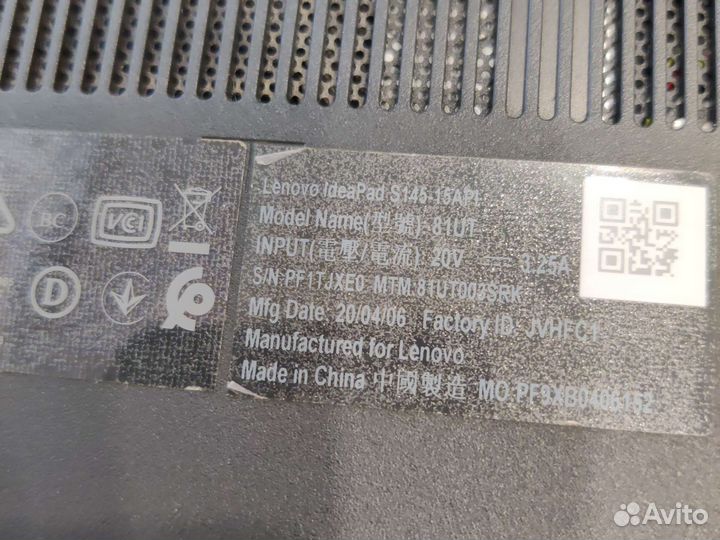 Lenovo IdeaPad S145-15API
Model Name(型號): 81UT
INPUT(電壓/電流): 20V ⎓ 3.25A
S/N:PF1TJXE0 MTM:81UT002SRK
Mfg Date: 20/04/06 Factory ID: JVHFC1
Manufactured for Lenovo
Made in China 中國製造 MO:PF9XB0406152
BC
VCCI
D
Avito